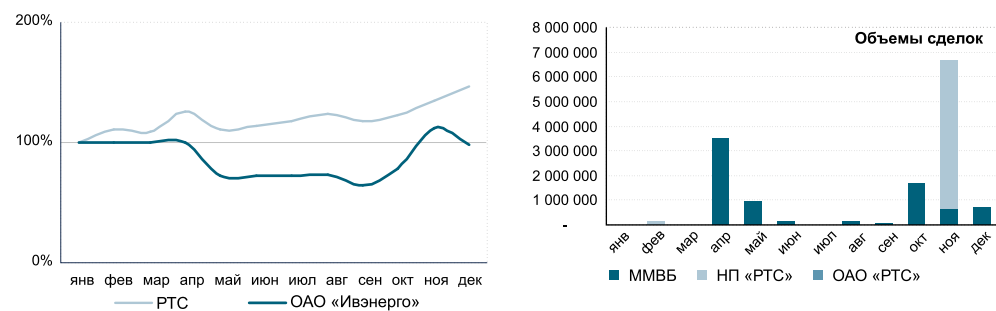 200%
100%
0%
янв фев мар апр май июн июл авг сен окт ноя дек
РТС ОАО «Ивэнерго»
Объемы сделок
8 000 000
7 000 000
6 000 000
5 000 000
4 000 000
3 000 000
2 000 000
1 000 000
-
янв фев мар апр май июн июл авг сен окт ноя дек
ММВБ НП «РТС» ОАО «РТС»